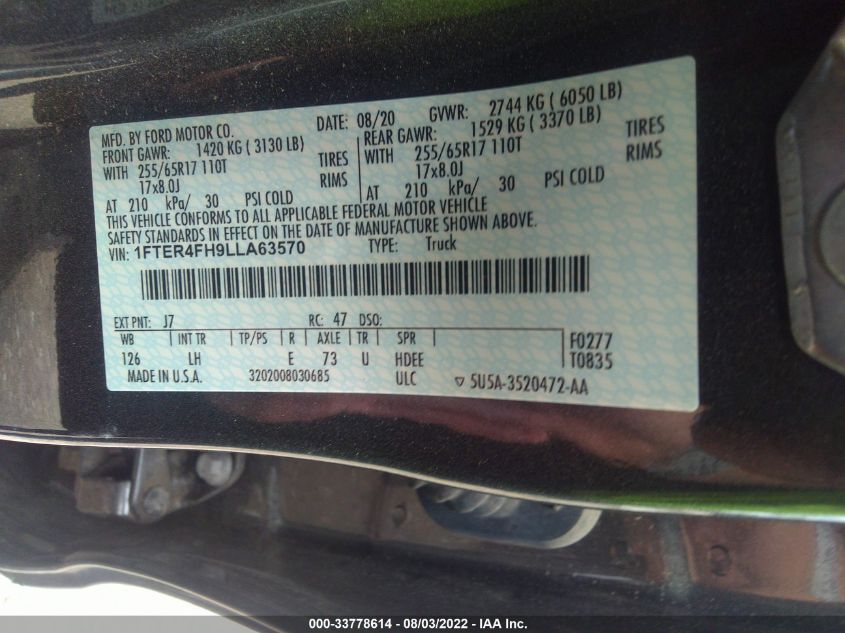 MFD. BY FORD MOTOR CO. DATE: 08/20 GVWR: 2744 KG ( 6050 LB)
FRONT GAWR: 1420 KG ( 3130 LB) REAR GAWR: 1529 KG ( 3370 LB)
WITH 255/65R17 110T TIRES WITH 255/65R17 110T TIRES
17x8.0J RIMS 17x8.0J RIMS
AT 210 kPa/ 30 PSI COLD AT 210 kPa/ 30 PSI COLD
THIS VEHICLE CONFORMS TO ALL APPLICABLE FEDERAL MOTOR VEHICLE
SAFETY STANDARDS IN EFFECT ON THE DATE OF MANUFACTURE SHOWN ABOVE.
VIN: 1FTER4FH9LLA63570 TYPE: Truck
EXT PNT: J7 RC: 47 DSO:
WB INT TR TP/PS R AXLE TR SPR F0277
126 LH E 73 U HDEE T0835
MADE IN U.S.A. 3202008030685 ULC ▽ 5U5A-3520472-AA
000-33778614 - 08/03/2022 - IAA Inc.